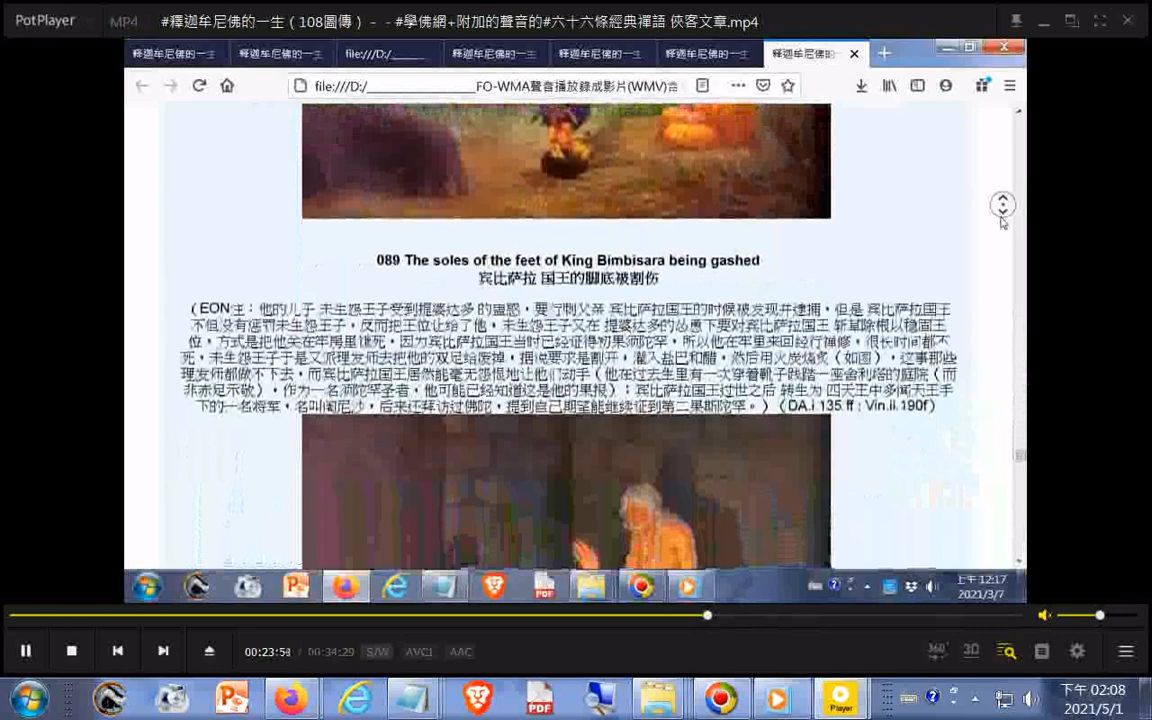 PotPlayer MP4 #釋迦牟尼佛的一生（108圖傳）- - #學佛網+附加的聲音的#六十六條經典禪語 俠客文章.mp4
释迦牟尼佛的一生 释迦牟尼佛的一生 file:///D:/______ 释迦牟尼佛的一生 释迦牟尼佛的一生 释迦牟尼佛的一生 释迦牟尼佛的一
file:///D:/________________FO-WMA聲音播放錄成影片(WMV)
089 The soles of the feet of King Bimbisara being gashed
宾比萨拉 国王的脚底被割伤
（EON注：他的儿子 未生怨王子受到提婆达多 的蛊惑，要行刺父亲 宾比萨拉国王的时候被发现并逮捕，但是 宾比萨拉国王
不但没有惩罚未生怨王子，反而把王位让给了他，未生怨王子又在 提婆达多的怂恿下要对宾比萨拉国王 斩草除根以稳固王
位，方式是把他关在牢房里饿死，因为宾比萨拉国王当时已经证得初果须陀罕，所以他在牢里来回经行禅修，很长时间都不
死，未生怨王子于是又派理发师去把他的双足给废掉，据说要求是割开，灌入盐巴和醋，然后用火炭烧炙（如图），这事那些
理发师都做不下去，而宾比萨拉国王居然能毫无怨恨地让他们动手（他在过去生里有一次穿着靴子践踏一座舍利塔的庭院（而
非赤足示敬），作为一名须陀罕圣者，他可能已经知道这是他的果报）；宾比萨拉国王过世之后 转生为 四天王中多闻天王手
下的一名将军，名叫阇尼沙，后来还拜访过佛陀，提到自己期望能继续证到第二果斯陀罕。）（DA.i.135.ff ; Vin.ii.190f）
PDF
上午 12:17
2021/3/7
00:23:51 / 00:34:29 S/W AVC1 AAC
360° 3D
PDF Player
下午 02:08
2021/5/1